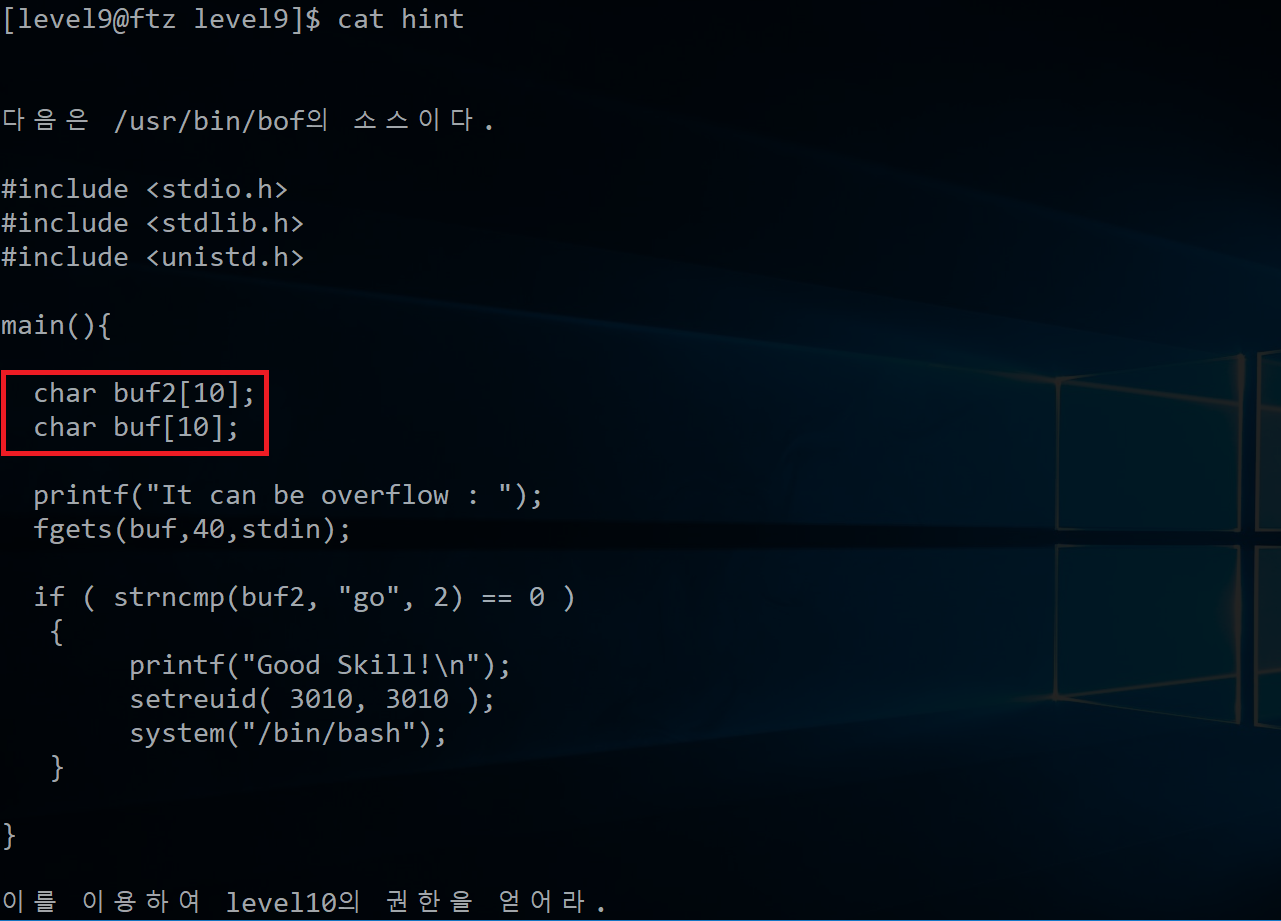 [level9@ftz level9]$ cat hint
다음은 /usr/bin/bof의 소스이다.
#include <stdio.h>
#include <stdlib.h>
#include <unistd.h>
main(){
char buf2[10];
char buf[10];
printf("It can be overflow : ");
fgets(buf,40,stdin);
if ( strncmp(buf2, "go", 2) == 0 )
{
printf("Good Skill!\n");
setreuid( 3010, 3010 );
system("/bin/bash");
}
}
이를 이용하여 level10의 권한을 얻어라.